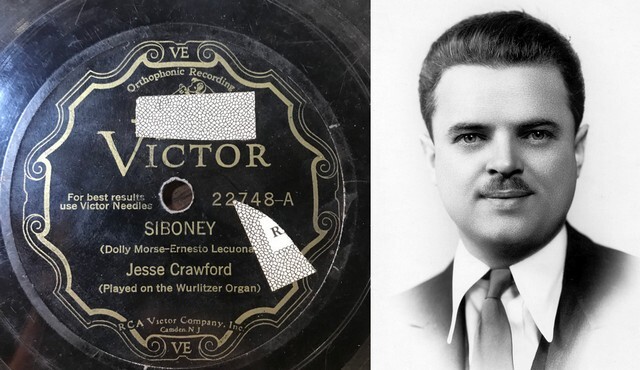 VE
Orthophonic Recording
VICTOR
For best results
use Victor Needles
22748-A
SIBONEY
(Dolly Morse-Ernesto Lecuona
R
Jesse Crawford
(Played on the Wurlitzer Organ)
RCA Victor Company, Inc.
Camden, N.J.
VE